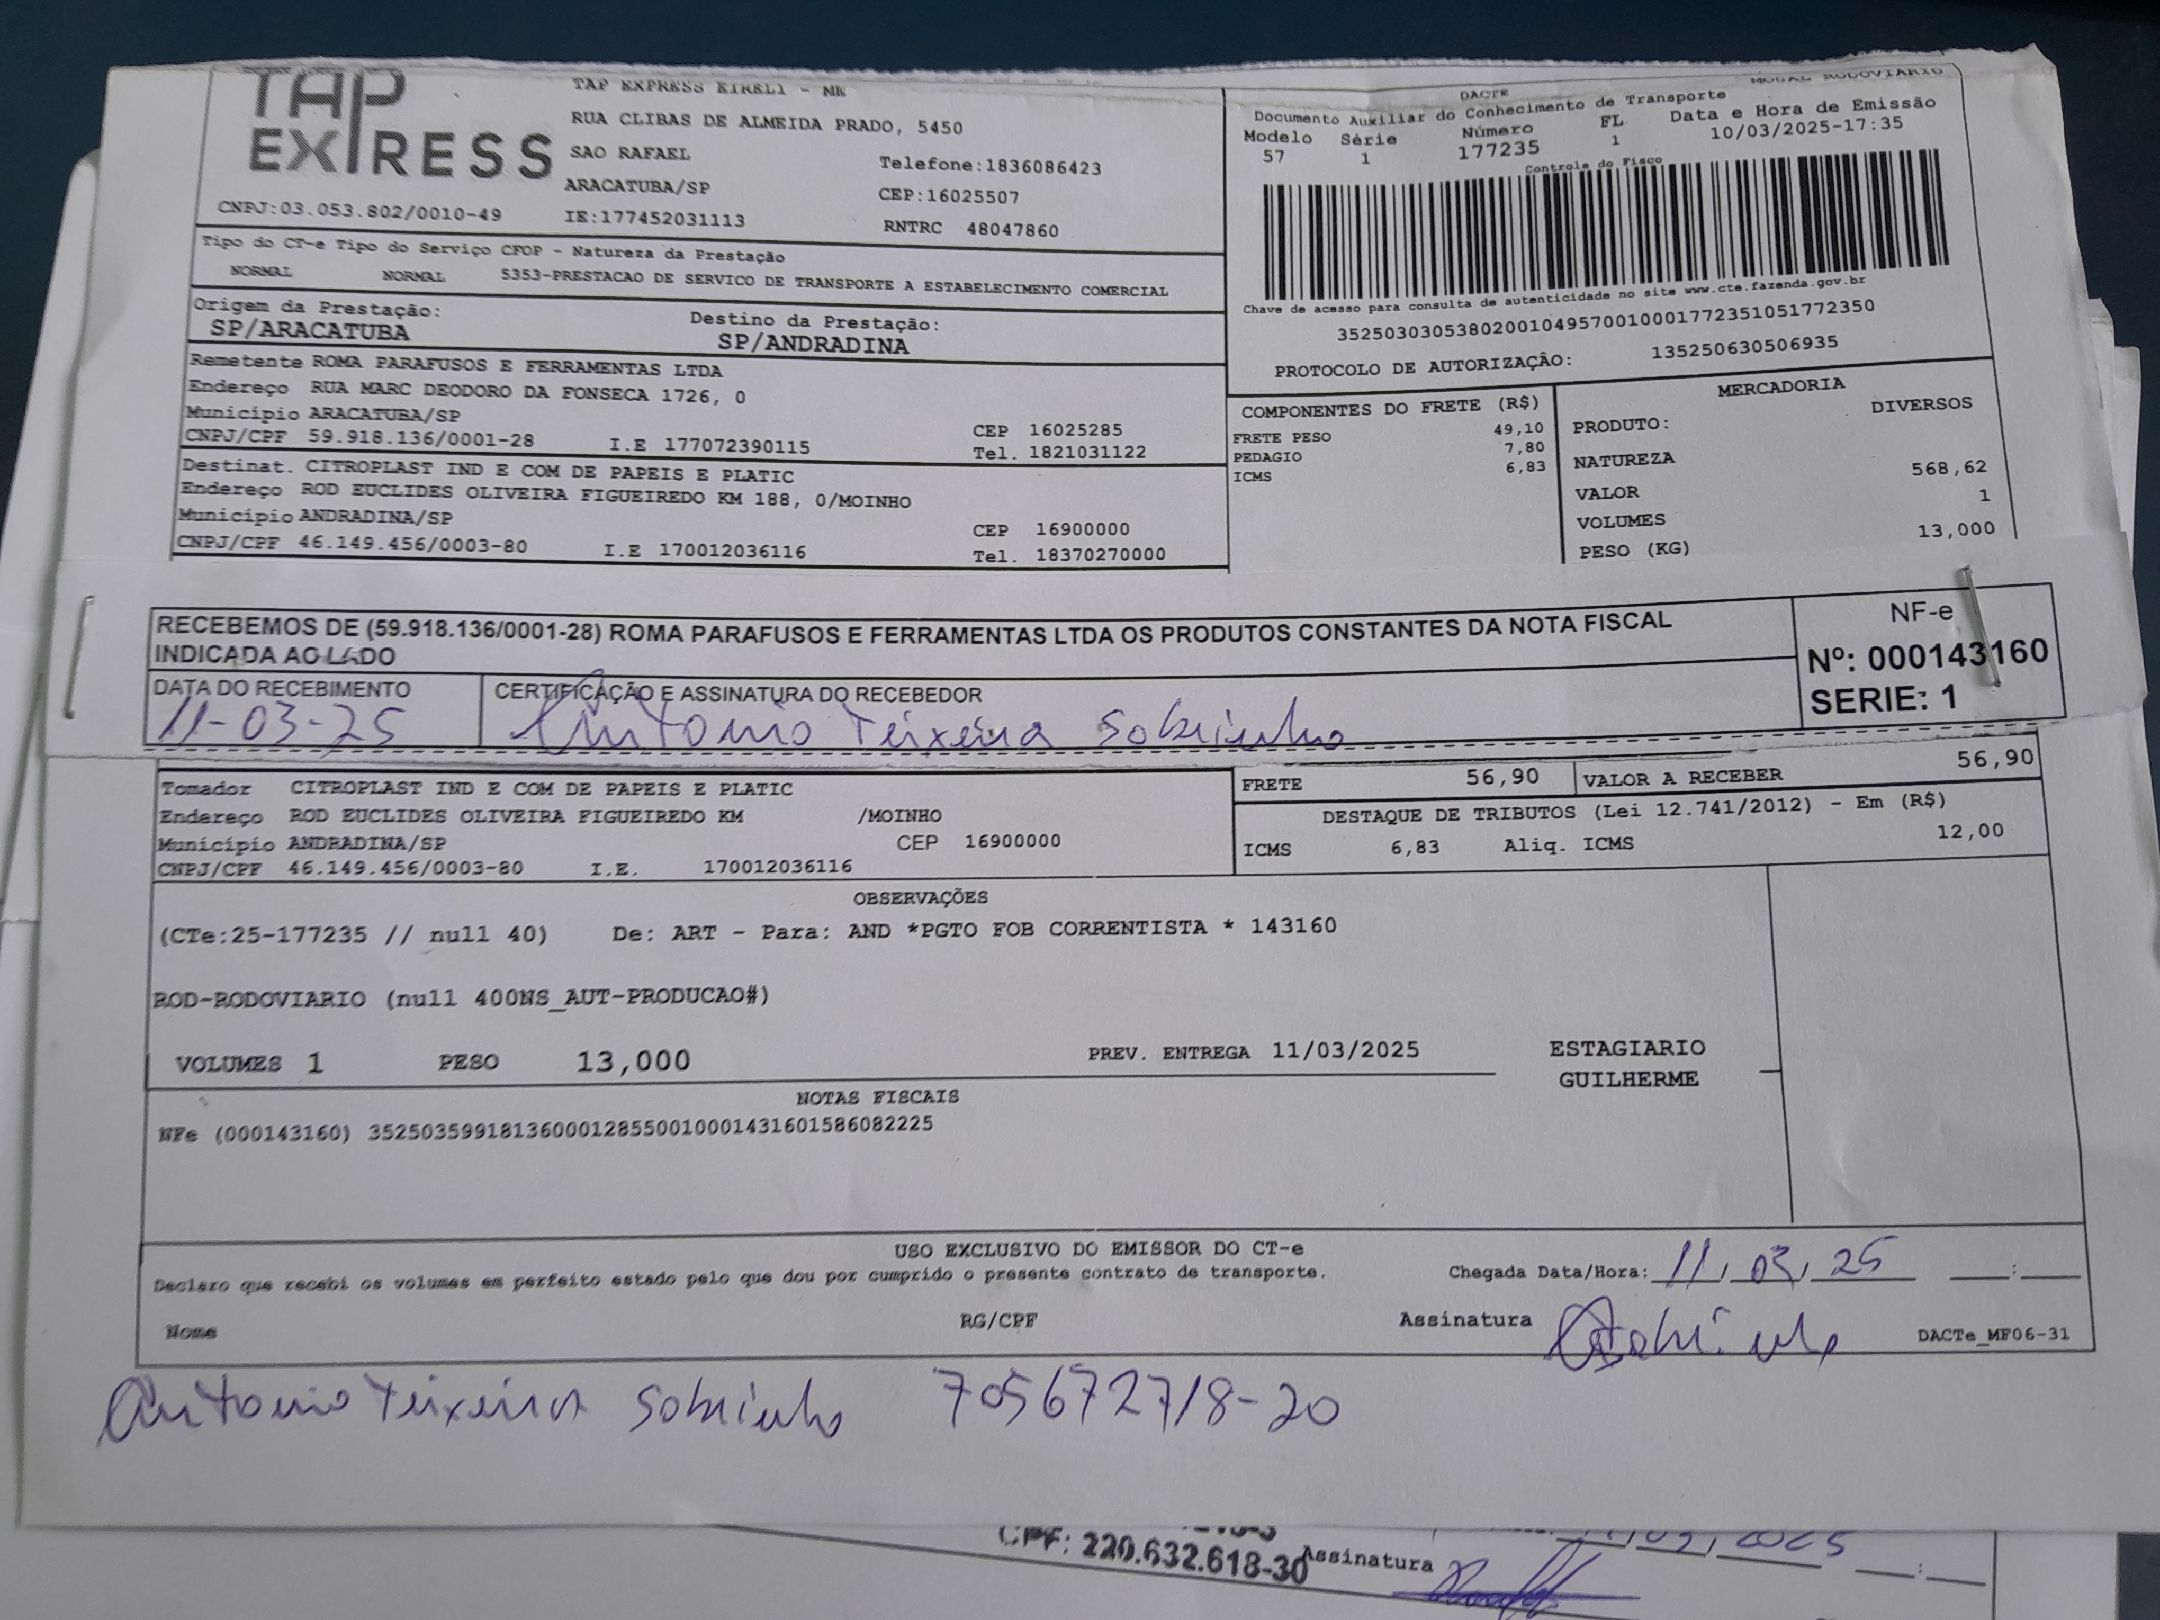 TAP EXPRESS
TAP EXPRESS EIRELI - ME
RUA CLIBAS DE ALMEIDA PRADO, 5450
SAO RAFAEL
Telefone:1836086423
ARACATUBA/SP
CEP:16025507
CNPJ:03.053.802/0010-49
IE:177452031113
RNTRC 48047860
MODAL RODOVIARIO
DACTE
Documento Auxiliar do Conhecimento de Transporte
Modelo Série Número FL Data e Hora de Emissão
57 1 177235 1 10/03/2025-17:35
Controle do Fisco
Chave de acesso para consulta de autenticidade no site www.cte.fazenda.gov.br
35250303053802001049570010001772351051772350
PROTOCOLO DE AUTORIZAÇÃO: 135250630506935
Tipo do CT-e Tipo do Serviço CFOP - Natureza da Prestação
NORMAL NORMAL 5353-PRESTACAO DE SERVICO DE TRANSPORTE A ESTABELECIMENTO COMERCIAL
Origem da Prestação: Destino da Prestação:
SP/ARACATUBA SP/ANDRADINA
Remetente ROMA PARAFUSOS E FERRAMENTAS LTDA
Endereço RUA MARC DEODORO DA FONSECA 1726, 0
Município ARACATUBA/SP CEP 16025285
CNPJ/CPF 59.918.136/0001-28 I.E 177072390115 Tel. 1821031122
Destinat. CITROPLAST IND E COM DE PAPEIS E PLATIC
Endereço ROD EUCLIDES OLIVEIRA FIGUEIREDO KM 188, 0/MOINHO
Município ANDRADINA/SP CEP 16900000
CNPJ/CPF 46.149.456/0003-80 I.E 170012036116 Tel. 18370270000
COMPONENTES DO FRETE (R$)
FRETE PESO 49,10
PEDAGIO 7,80
ICMS 6,83
MERCADORIA
PRODUTO: DIVERSOS
NATUREZA
VALOR 568,62
VOLUMES 1
PESO (KG) 13,000
RECEBEMOS DE (59.918.136/0001-28) ROMA PARAFUSOS E FERRAMENTAS LTDA OS PRODUTOS CONSTANTES DA NOTA FISCAL
INDICADA AO LADO
NF-e
Nº: 000143160
SERIE: 1
DATA DO RECEBIMENTO CERTIFICAÇÃO E ASSINATURA DO RECEBEDOR
11-03-25 Antonio Teixeira Sobrinho
Tomador CITROPLAST IND E COM DE PAPEIS E PLATIC
Endereço ROD EUCLIDES OLIVEIRA FIGUEIREDO KM /MOINHO
Município ANDRADINA/SP CEP 16900000
CNPJ/CPF 46.149.456/0003-80 I.E. 170012036116
FRETE 56,90 VALOR A RECEBER 56,90
DESTAQUE DE TRIBUTOS (Lei 12.741/2012) - Em (R$)
ICMS 6,83 Aliq. ICMS 12,00
OBSERVAÇÕES
(CTe:25-177235 // null 40) De: ART - Para: AND *PGTO FOB CORRENTISTA * 143160
ROD-RODOVIARIO (null 400NS_AUT-PRODUCAO#)
VOLUMES 1 PESO 13,000 PREV. ENTREGA 11/03/2025 ESTAGIARIO
GUILHERME
NOTAS FISCAIS
NFe (000143160) 35250359918136000128550010001431601586082225
USO EXCLUSIVO DO EMISSOR DO CT-e
Declaro que recebi os volumes em perfeito estado pelo que dou por cumprido o presente contrato de transporte.
Chegada Data/Hora: 11/03/25 __:__
Nome RG/CPF Assinatura Sobrinho DACTe_MF06-31
Antonio Teixeira Sobrinho 705672718-20
CPF: 220.632.618-30 Assinatura